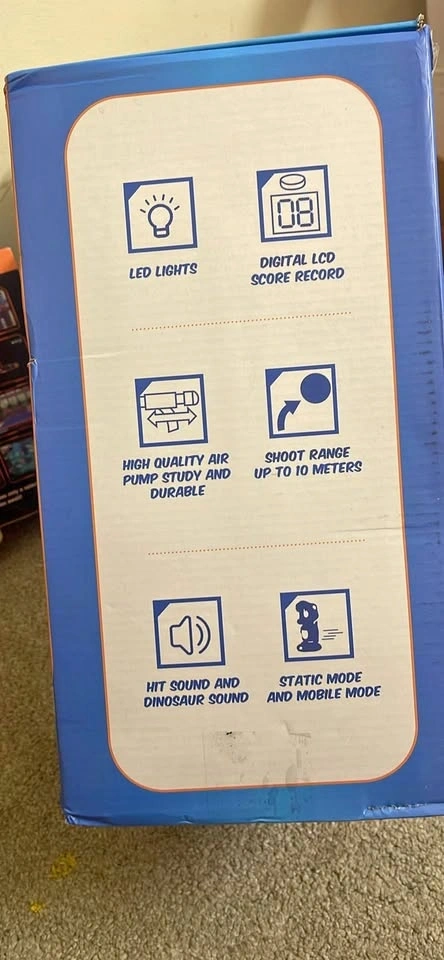 LED LIGHTS
08
DIGITAL LCD
SCORE RECORD
HIGH QUALITY AIR
PUMP STUDY AND
DURABLE
SHOOT RANGE
UP TO 10 METERS
HIT SOUND AND
DINOSAUR SOUND
STATIC MODE
AND MOBILE MODE